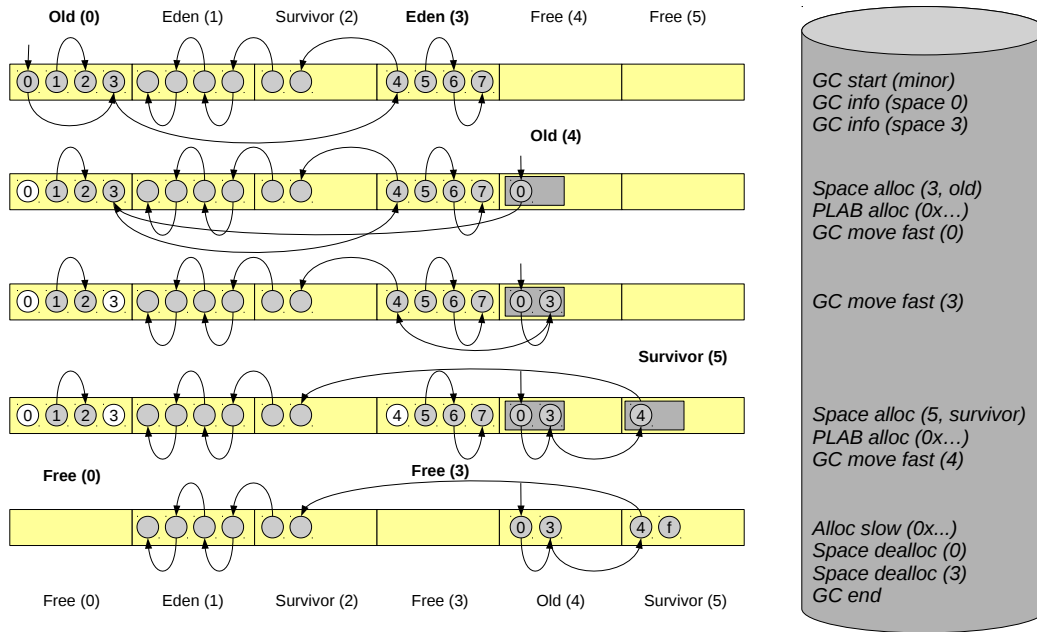 Old (0) Eden (1) Survivor (2) Eden (3) Free (4) Free (5)
0 1 2 3 4 5 6 7
Old (4)
0 1 2 3 4 5 6 7 0
0 1 2 3 4 5 6 7 0 3
Survivor (5)
0 1 2 3 4 5 6 7 0 3 4
Free (0) Free (3)
0 3 4 f
Free (0) Eden (1) Survivor (2) Free (3) Old (4) Survivor (5)
GC start (minor)
GC info (space 0)
GC info (space 3)
Space alloc (3, old)
PLAB alloc (0x…)
GC move fast (0)
GC move fast (3)
Space alloc (5, survivor)
PLAB alloc (0x…)
GC move fast (4)
Alloc slow (0x...)
Space dealloc (0)
Space dealloc (3)
GC end